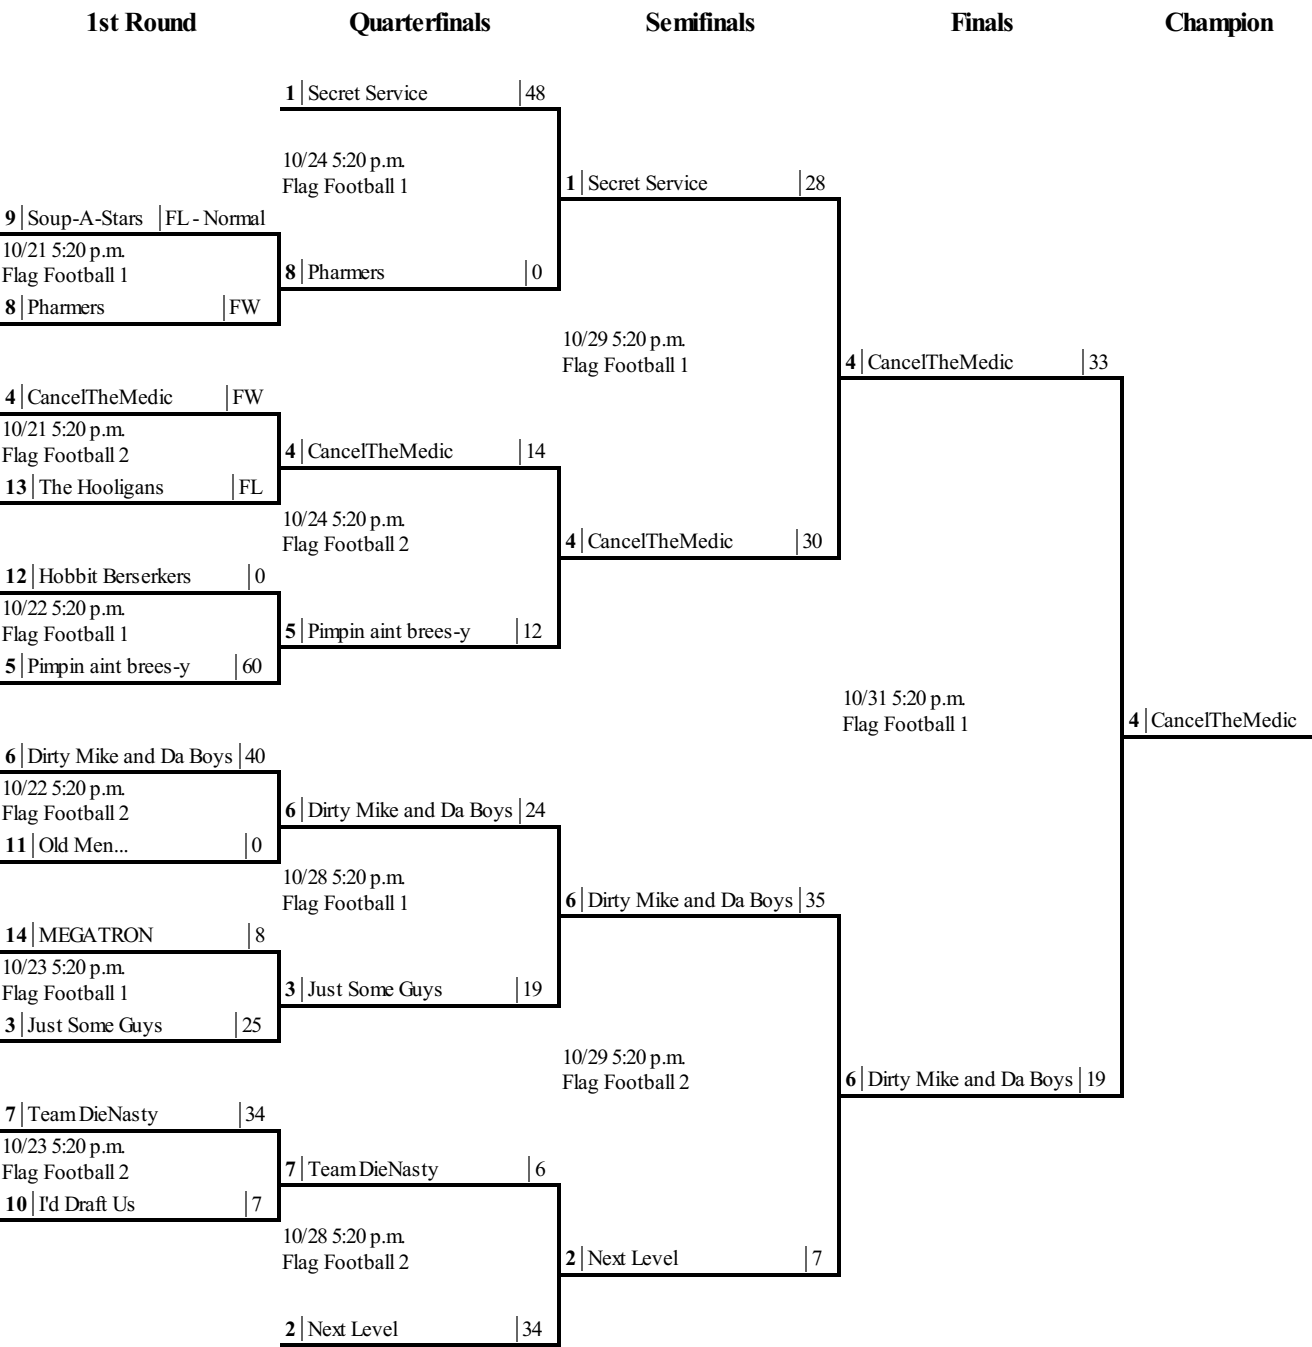 1st Round Quarterfinals Semifinals Finals Champion
1 Secret Service 48
10/24 5:20 p.m.
Flag Football 1
1 Secret Service 28
9 Soup-A-Stars FL - Normal
10/21 5:20 p.m.
Flag Football 1
8 Pharmers 0
8 Pharmers FW
10/29 5:20 p.m.
Flag Football 1
4 CancelTheMedic 33
4 CancelTheMedic FW
10/21 5:20 p.m.
Flag Football 2
4 CancelTheMedic 14
13 The Hooligans FL
10/24 5:20 p.m.
Flag Football 2
4 CancelTheMedic 30
12 Hobbit Berserkers 0
10/22 5:20 p.m.
Flag Football 1
5 Pimpin aint brees-y 12
5 Pimpin aint brees-y 60
10/31 5:20 p.m.
Flag Football 1
4 CancelTheMedic
6 Dirty Mike and Da Boys 40
10/22 5:20 p.m.
Flag Football 2
6 Dirty Mike and Da Boys 24
11 Old Men... 0
10/28 5:20 p.m.
Flag Football 1
6 Dirty Mike and Da Boys 35
14 MEGATRON 8
10/23 5:20 p.m.
Flag Football 1
3 Just Some Guys 19
3 Just Some Guys 25
10/29 5:20 p.m.
Flag Football 2
6 Dirty Mike and Da Boys 19
7 Team DieNasty 34
10/23 5:20 p.m.
Flag Football 2
7 Team DieNasty 6
10 I'd Draft Us 7
10/28 5:20 p.m.
Flag Football 2
2 Next Level 7
2 Next Level 34